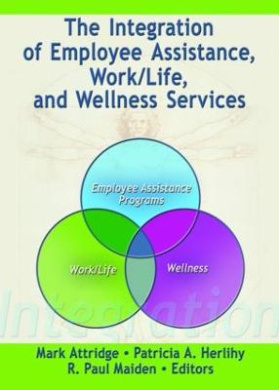 The Integration
of Employee Assistance,
Work/Life,
and Wellness Services
Employee Assistance
Programs
Work/Life
Wellness
Integration
Mark Attridge • Patricia A. Herlihy
R. Paul Maiden • Editors